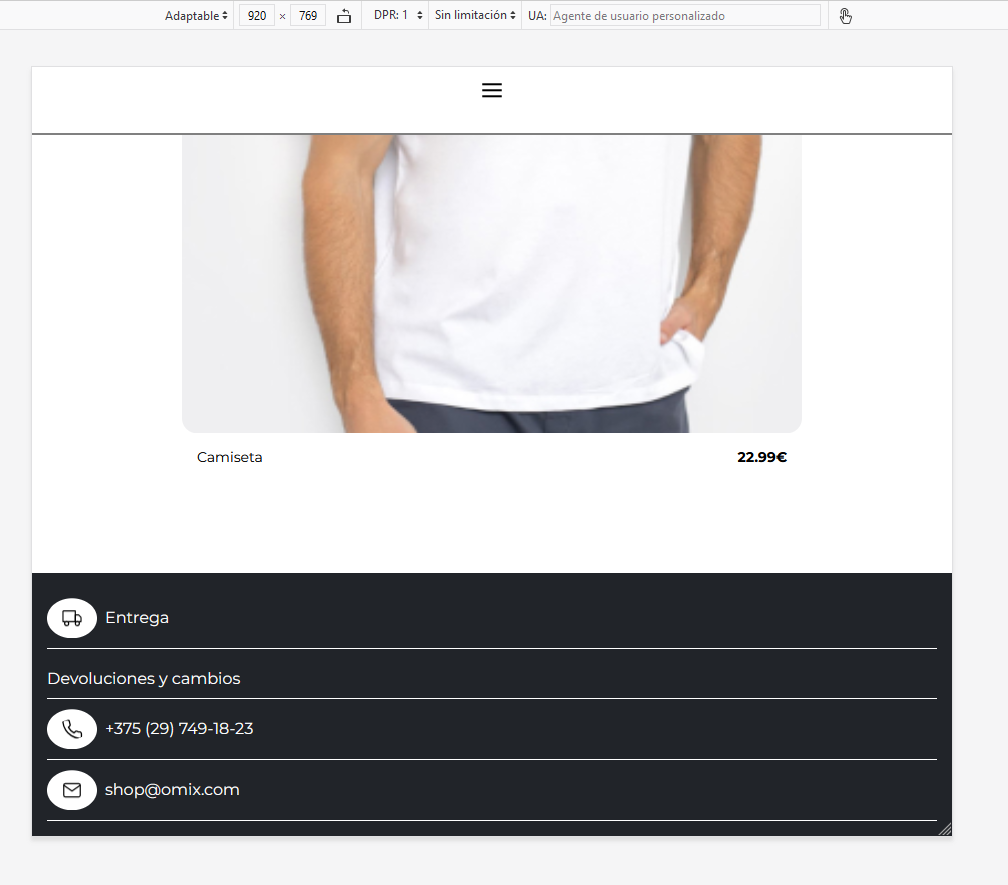 Adaptable 920 × 769 DPR: 1 Sin limitación UA: Agente de usuario personalizado
Camiseta 22.99€
Entrega
Devoluciones y cambios
+375 (29) 749-18-23
shop@omix.com